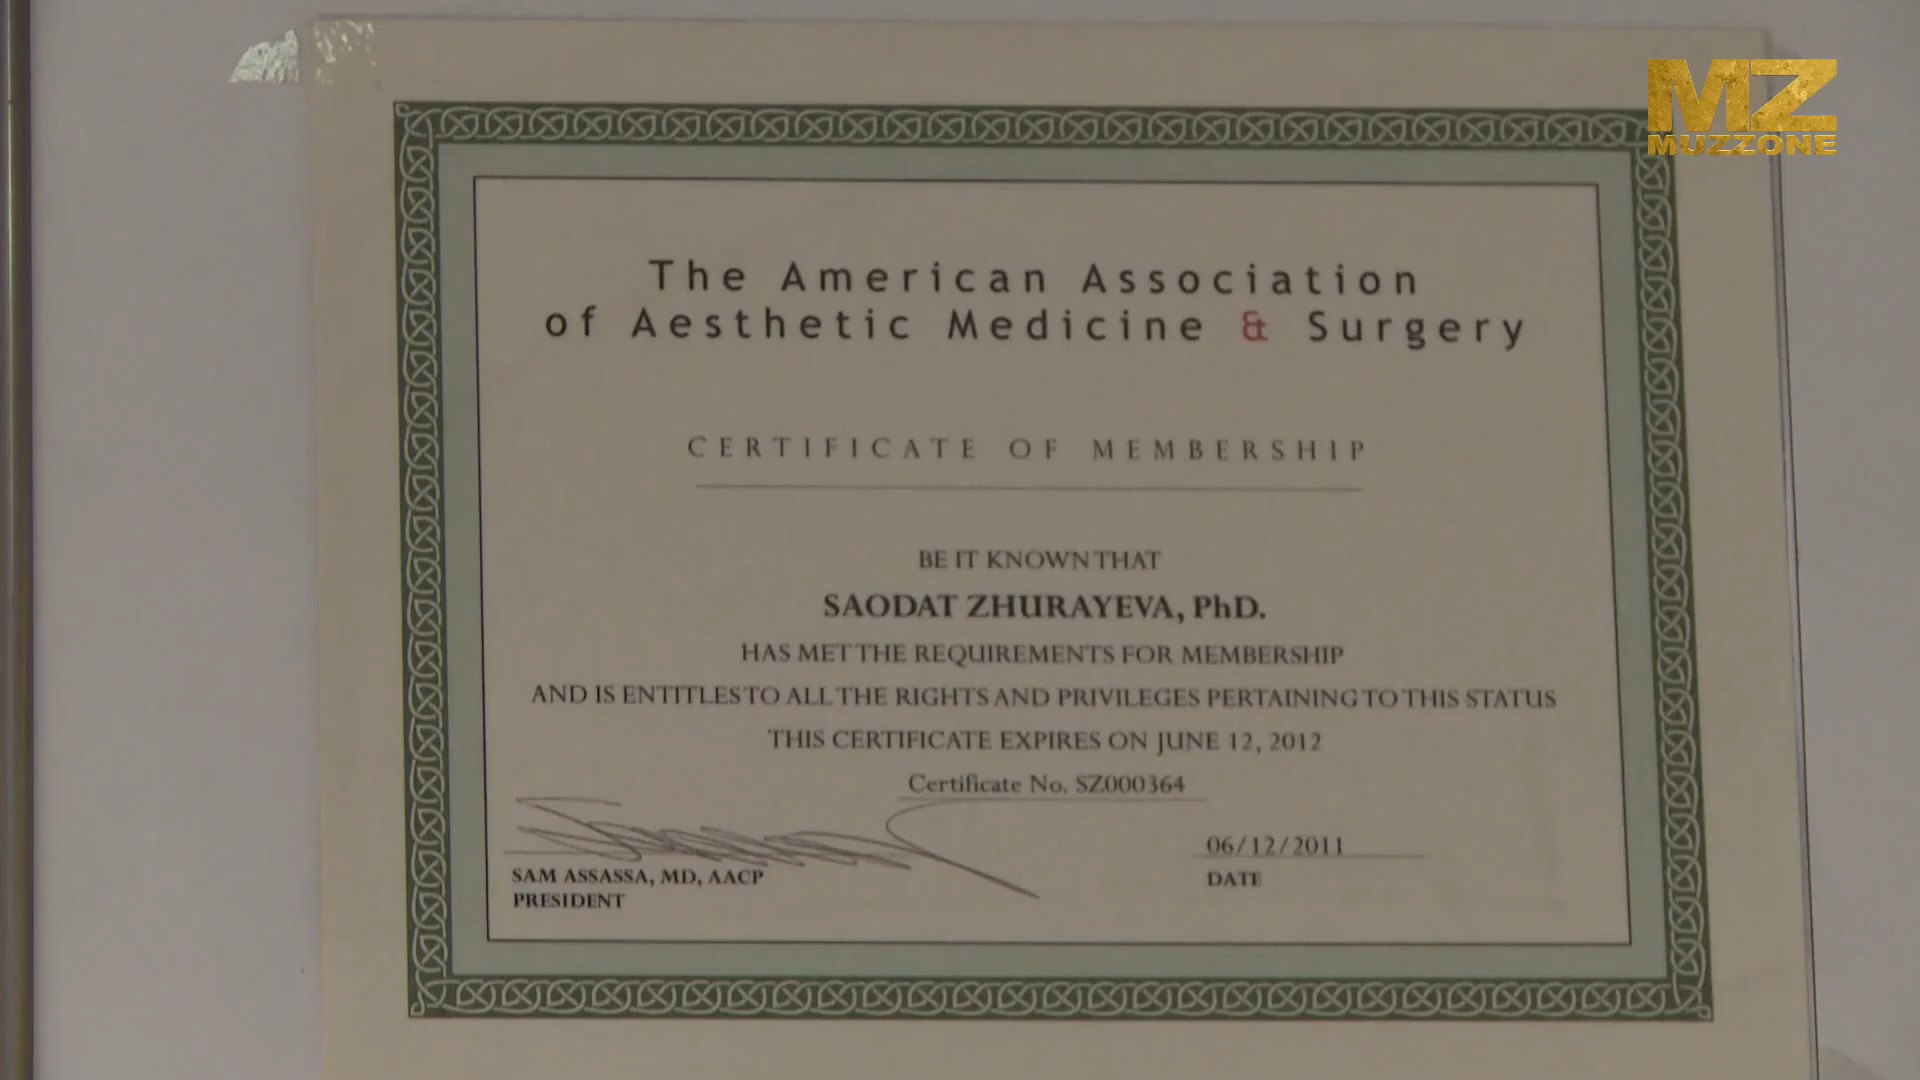 MZ
MUZZONE
The American Association
of Aesthetic Medicine & Surgery
CERTIFICATE OF MEMBERSHIP
BE IT KNOWN THAT
SAODAT ZHURAYEVA, PhD.
HAS MET THE REQUIREMENTS FOR MEMBERSHIP
AND IS ENTITLES TO ALL THE RIGHTS AND PRIVILEGES PERTAINING TO THIS STATUS
THIS CERTIFICATE EXPIRES ON JUNE 12, 2012
Certificate No. SZ000364
06/12/2011
SAM ASSASSA, MD, AACP
DATE
PRESIDENT